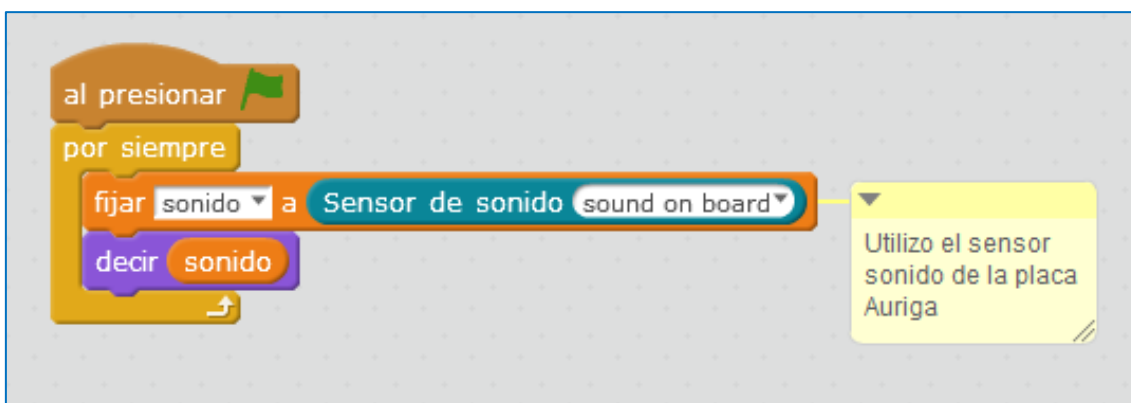 al presionar
por siempre
fijar sonido a Sensor de sonido sound on board
decir sonido
Utilizo el sensor
sonido de la placa
Auriga